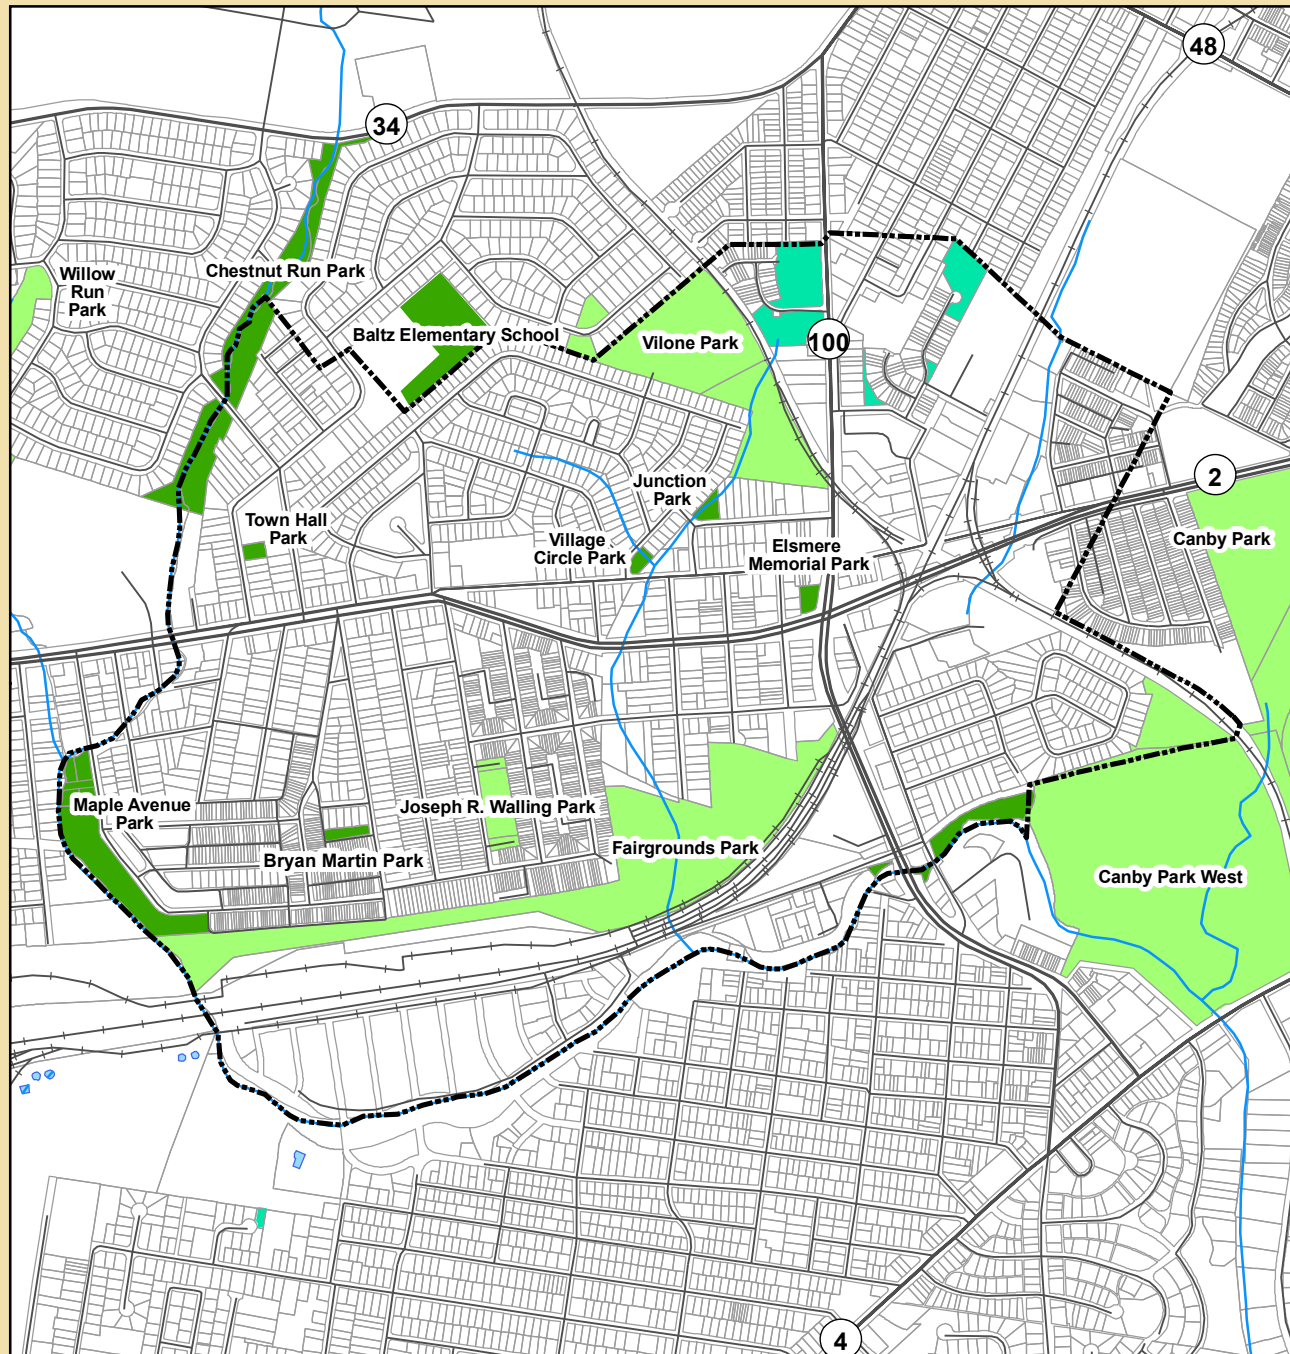 48
34
Chestnut Run Park
Willow
Run
Park
Baltz Elementary School
Vilone Park
100
2
Junction
Park
Town Hall
Park
Village
Circle Park
Elsmere
Memorial Park
Canby Park
Maple Avenue
Park
Joseph R. Walling Park
Bryan Martin Park
Fairgrounds Park
Canby Park West
4